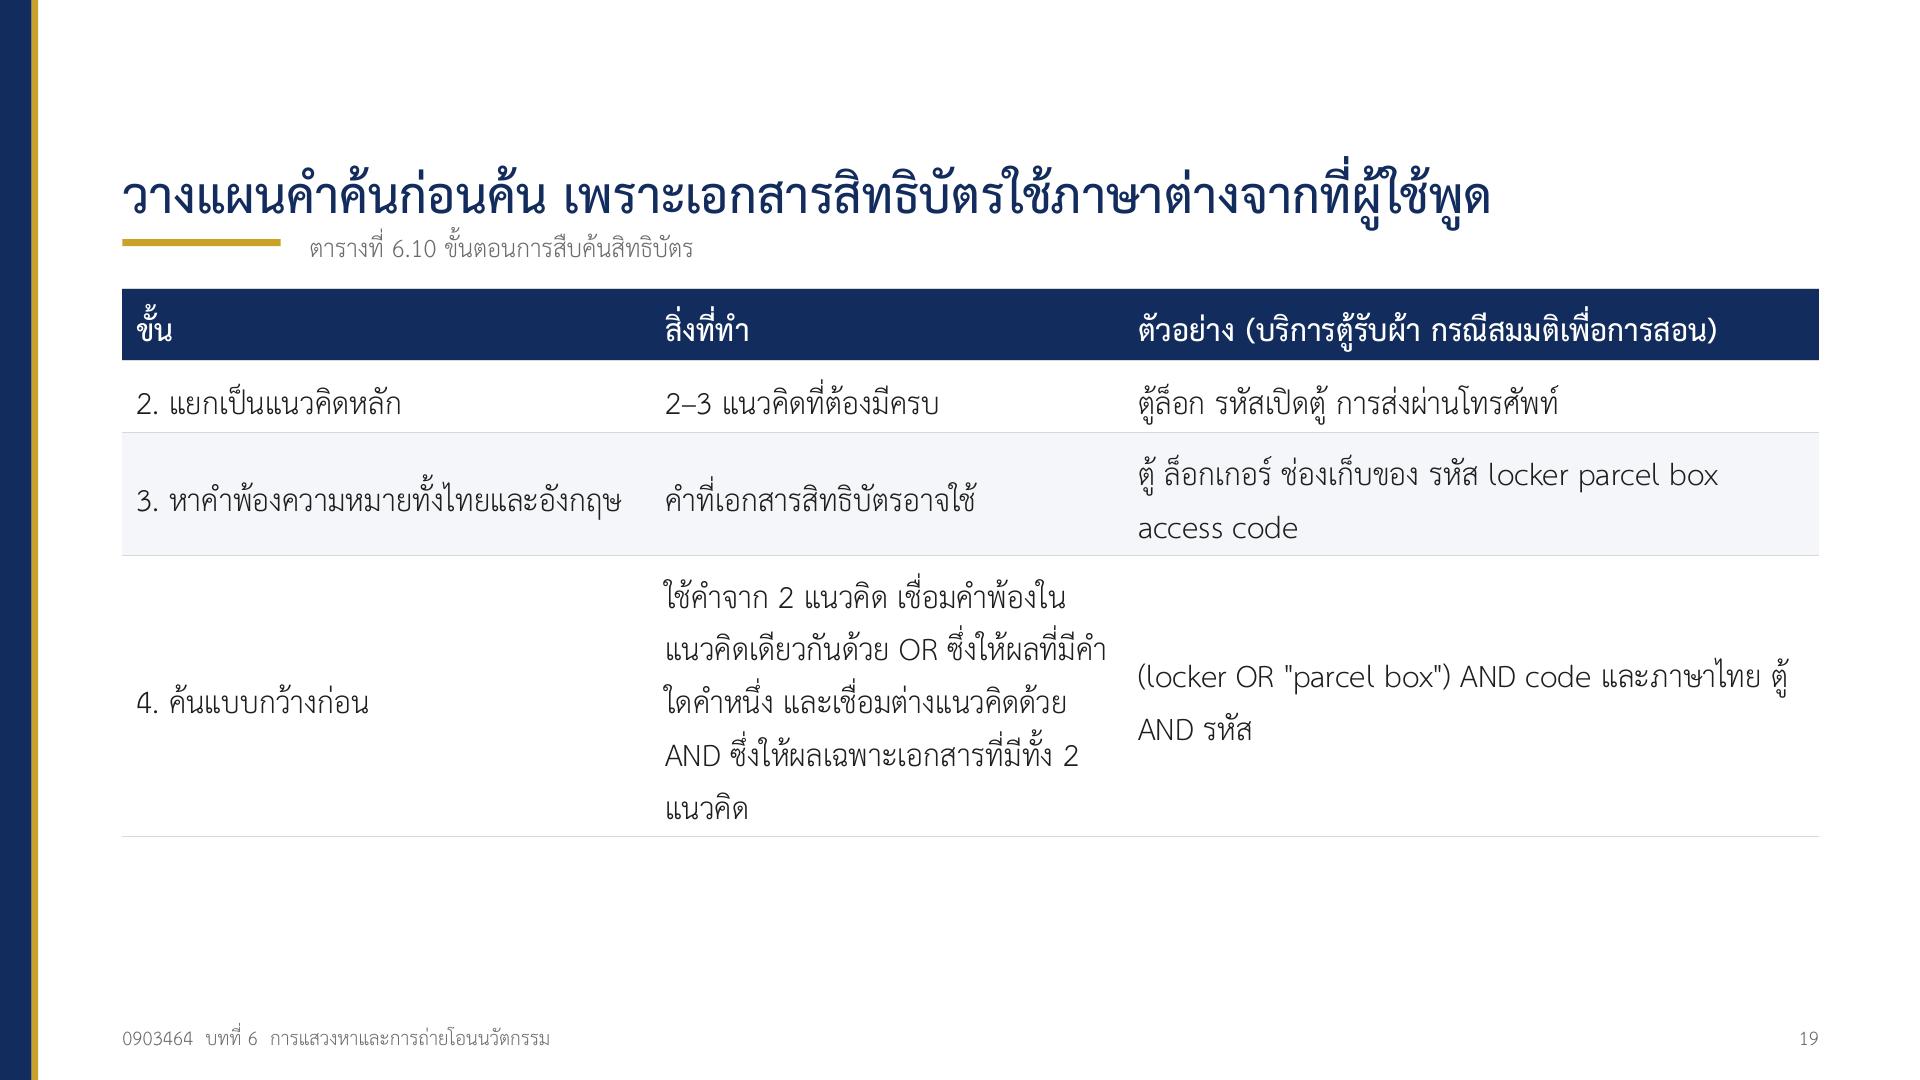 วางแผนคำค้นก่อนค้น เพราะเอกสารสิทธิบัตรใช้ภาษาต่างจากที่ผู้ใช้พูด
ตารางที่ 6.10 ขั้นตอนการสืบค้นสิทธิบัตร
ขั้น
สิ่งที่ทำ
ตัวอย่าง (บริการตู้รับผ้า กรณีสมมติเพื่อการสอน)
2. แยกเป็นแนวคิดหลัก
2–3 แนวคิดที่ต้องมีครบ
ตู้ล็อก รหัสเปิดตู้ การส่งผ่านโทรศัพท์
3. หาคำพ้องความหมายทั้งไทยและอังกฤษ
คำที่เอกสารสิทธิบัตรอาจใช้
ตู้ ล็อกเกอร์ ช่องเก็บของ รหัส locker parcel box
access code
4. ค้นแบบกว้างก่อน
ใช้คำจาก 2 แนวคิด เชื่อมคำพ้องใน
แนวคิดเดียวกันด้วย OR ซึ่งให้ผลที่มีคำ
ใดคำหนึ่ง และเชื่อมต่างแนวคิดด้วย
AND ซึ่งให้ผลเฉพาะเอกสารที่มีทั้ง 2
แนวคิด
(locker OR "parcel box") AND code และภาษาไทย ตู้
AND รหัส
0903464 บทที่ 6 การแสวงหาและการถ่ายโอนนวัตกรรม
19